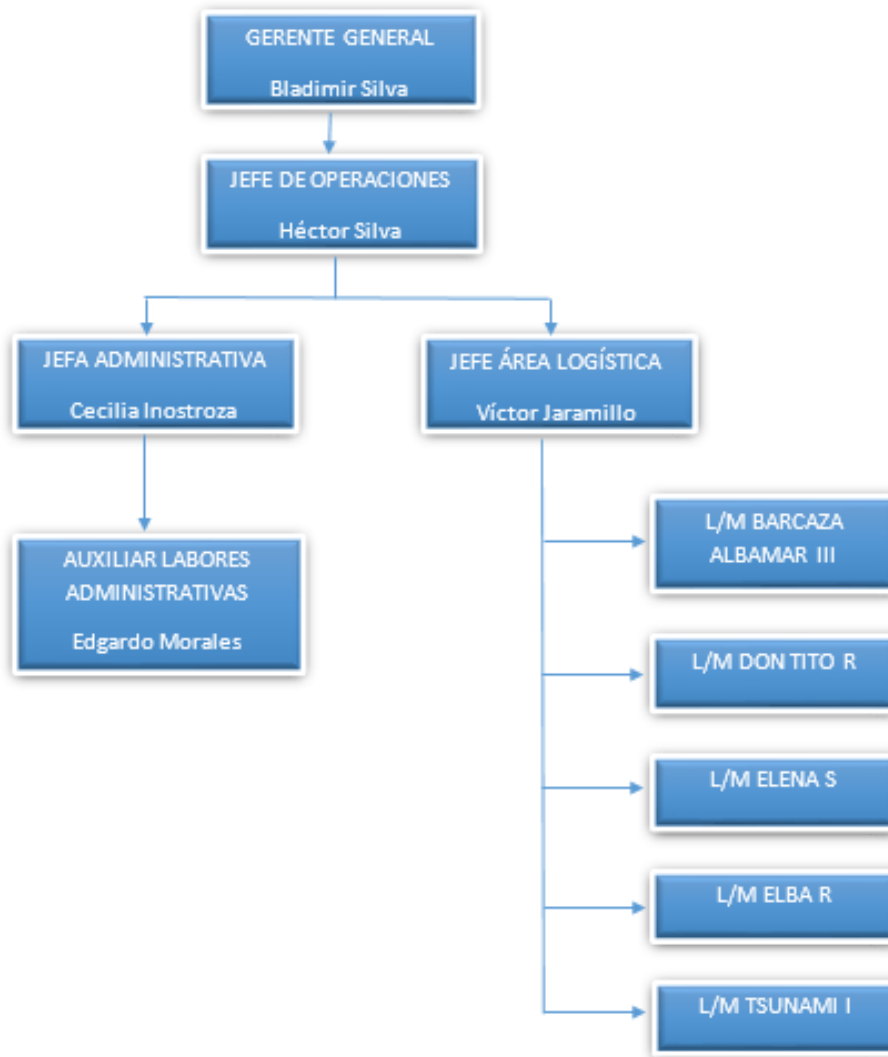 GERENTE GENERAL
Bladimir Silva
JEFE DE OPERACIONES
Héctor Silva
JEFA ADMINISTRATIVA
Cecilia Inostroza
JEFE ÁREA LOGÍSTICA
Víctor Jaramillo
AUXILIAR LABORES
ADMINISTRATIVAS
Edgardo Morales
L/M BARCAZA
ALBAMAR III
L/M DON TITO R
L/M ELENA S
L/M ELBA R
L/M TSUNAMI I